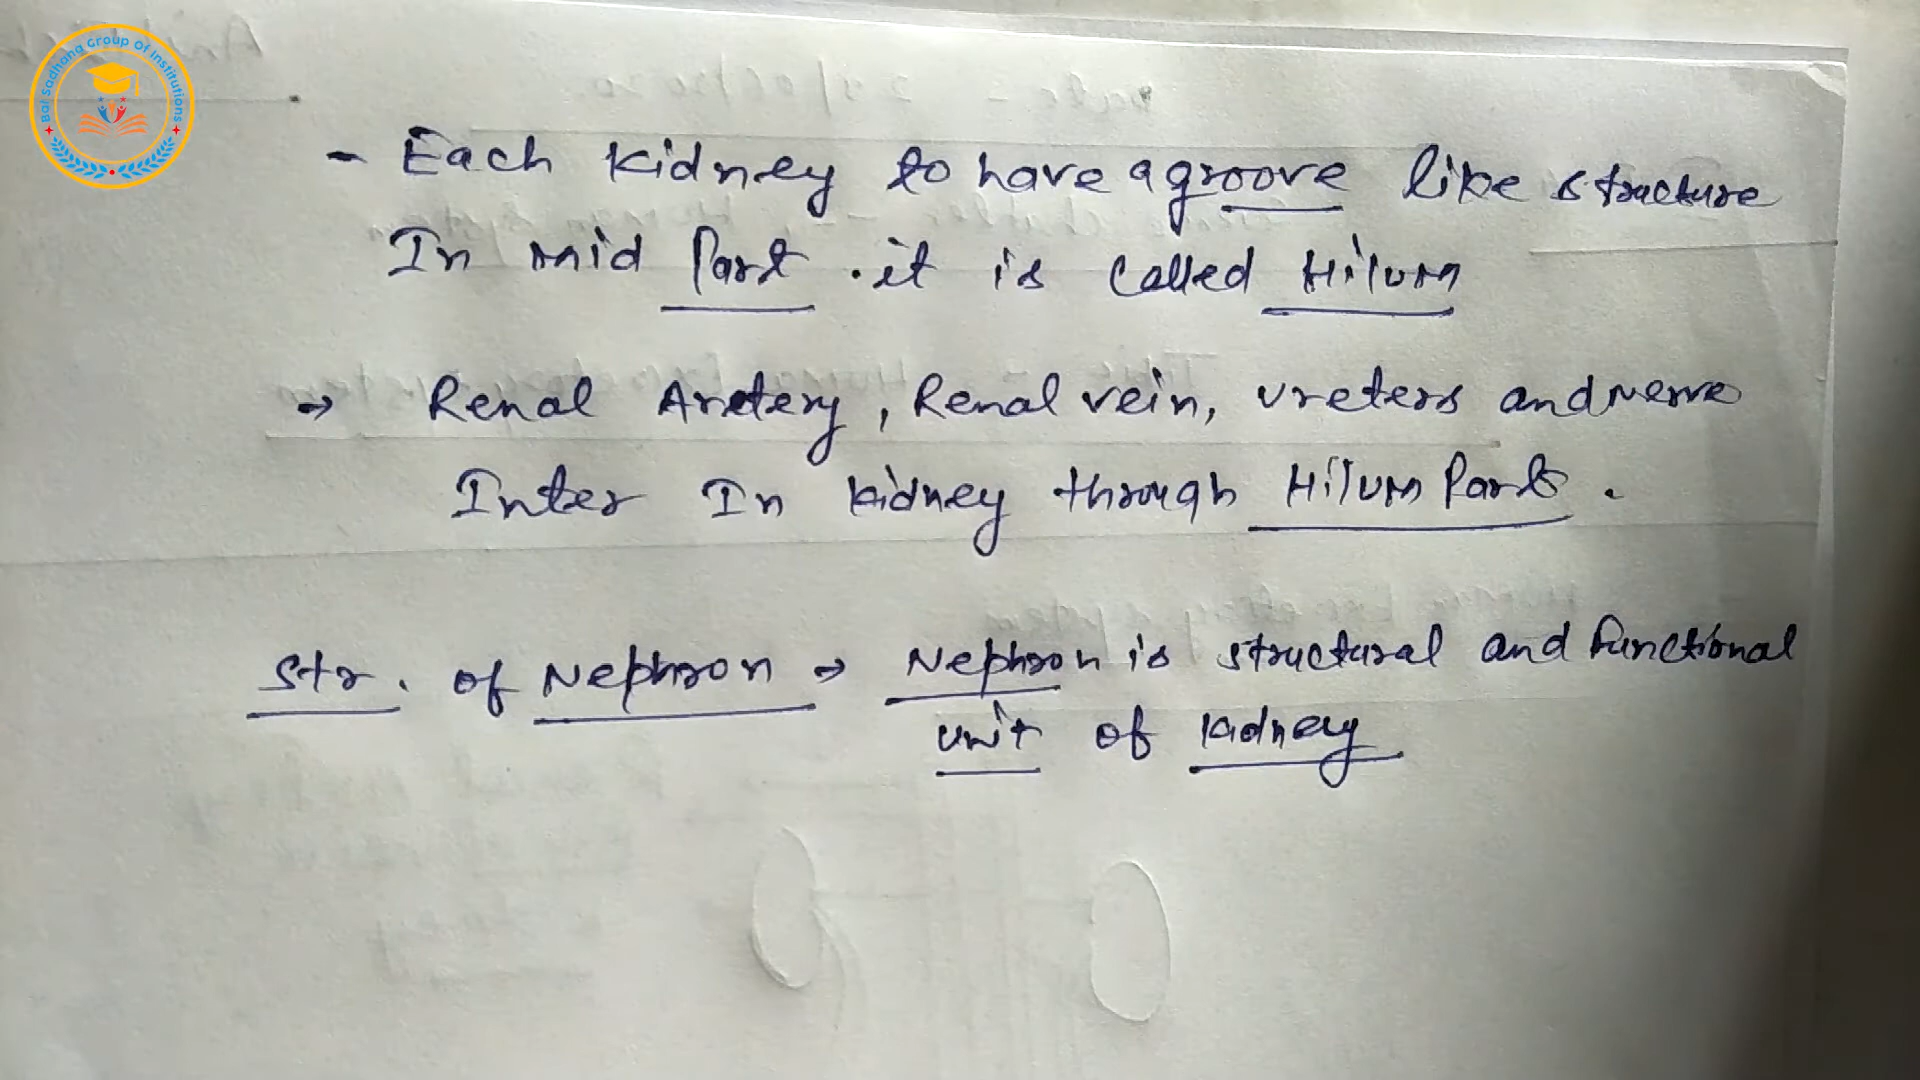 Bal Sadhana Group Of Institutions
- Each kidney to have a groove like structure
In mid Part . it is called Hilum
→ Renal Aretery, Renal vein, ureters and nerve
Inter In kidney through Hilum Part .
Str. of Nephron → Nephron is structural and functional
unit of kidney